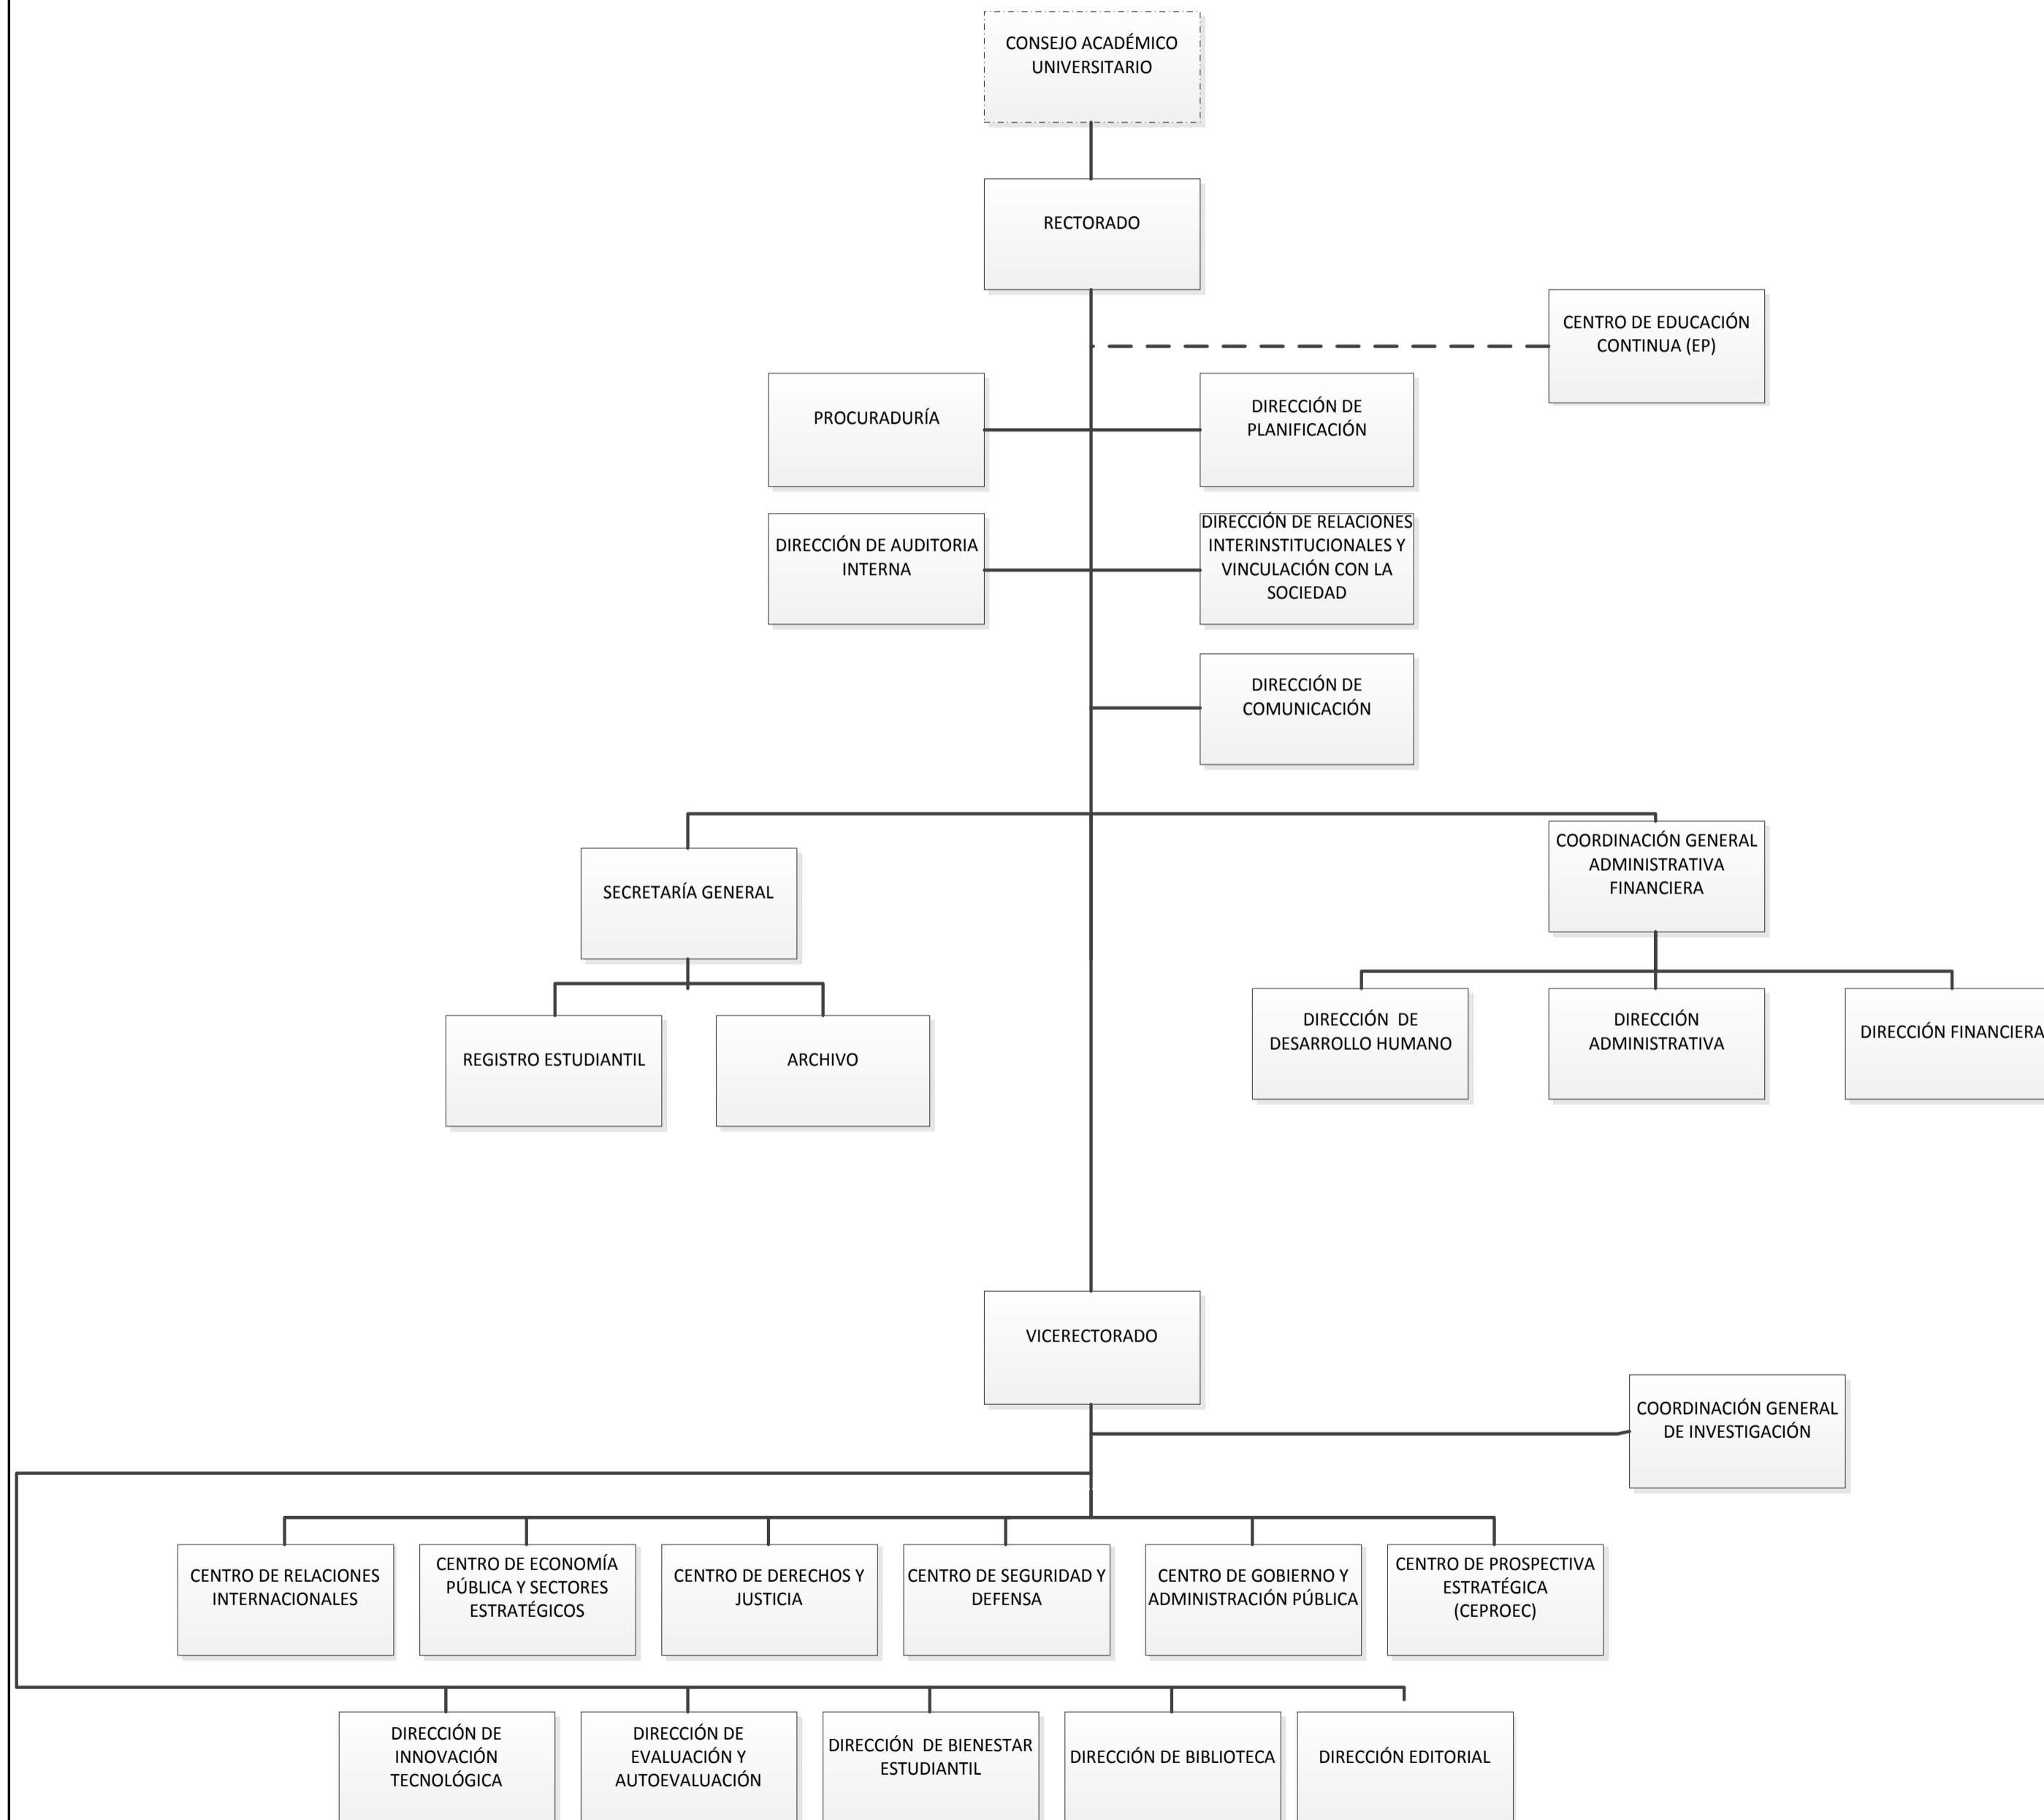 CONSEJO ACADÉMICO
UNIVERSITARIO
RECTORADO
CENTRO DE EDUCACIÓN
CONTINUA (EP)
PROCURADURÍA
DIRECCIÓN DE
PLANIFICACIÓN
DIRECCIÓN DE AUDITORIA
INTERNA
DIRECCIÓN DE RELACIONES
INTERINSTITUCIONALES Y
VINCULACIÓN CON LA
SOCIEDAD
DIRECCIÓN DE
COMUNICACIÓN
SECRETARÍA GENERAL
COORDINACIÓN GENERAL
ADMINISTRATIVA
FINANCIERA
REGISTRO ESTUDIANTIL
ARCHIVO
DIRECCIÓN DE
DESARROLLO HUMANO
DIRECCIÓN
ADMINISTRATIVA
DIRECCIÓN FINANCIERA
VICERECTORADO
COORDINACIÓN GENERAL
DE INVESTIGACIÓN
CENTRO DE RELACIONES
INTERNACIONALES
CENTRO DE ECONOMÍA
PÚBLICA Y SECTORES
ESTRATÉGICOS
CENTRO DE DERECHOS Y
JUSTICIA
CENTRO DE SEGURIDAD Y
DEFENSA
CENTRO DE GOBIERNO Y
ADMINISTRACIÓN PÚBLICA
CENTRO DE PROSPECTIVA
ESTRATÉGICA
(CEPROEC)
DIRECCIÓN DE
INNOVACIÓN
TECNOLÓGICA
DIRECCIÓN DE
EVALUACIÓN Y
AUTOEVALUACIÓN
DIRECCIÓN DE BIENESTAR
ESTUDIANTIL
DIRECCIÓN DE BIBLIOTECA
DIRECCIÓN EDITORIAL